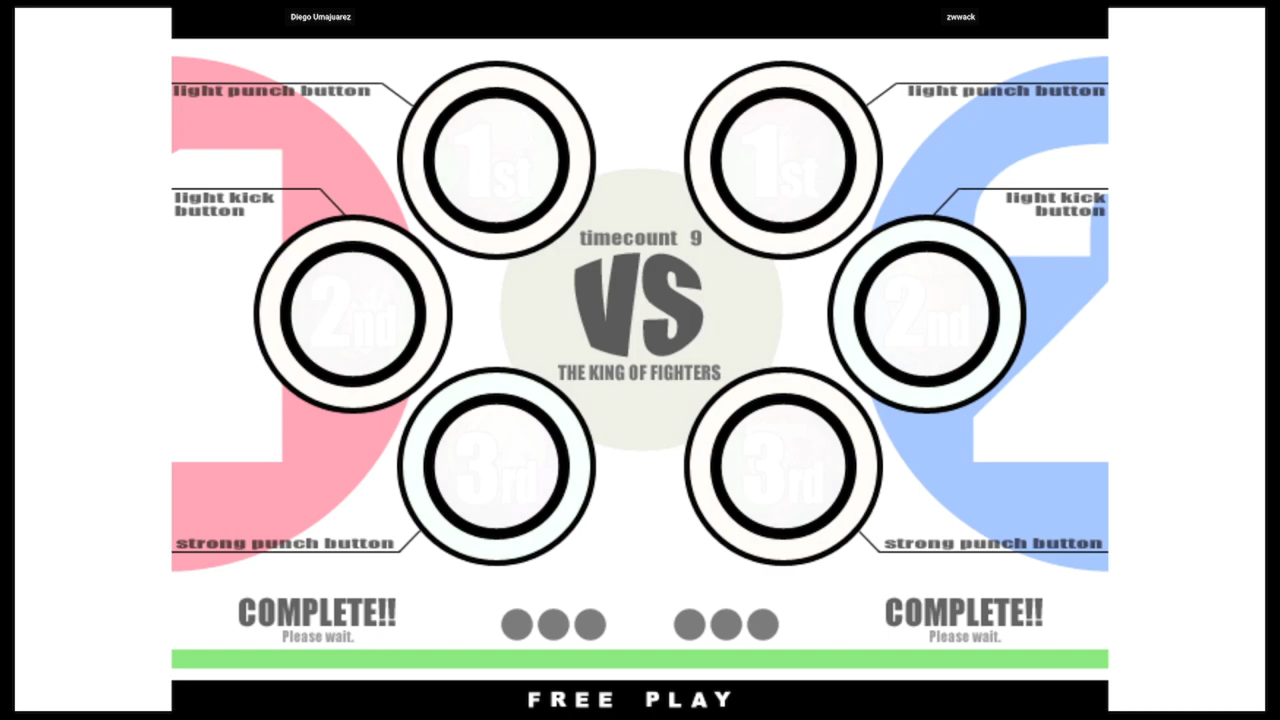 Diego Umajuarez
zwwack
light punch button
light punch button
1st
1st
light kick
button
light kick
button
timecount 9
VS
THE KING OF FIGHTERS
2nd
2nd
3rd
3rd
strong punch button
strong punch button
COMPLETE!!
Please wait.
COMPLETE!!
Please wait.
FREE PLAY